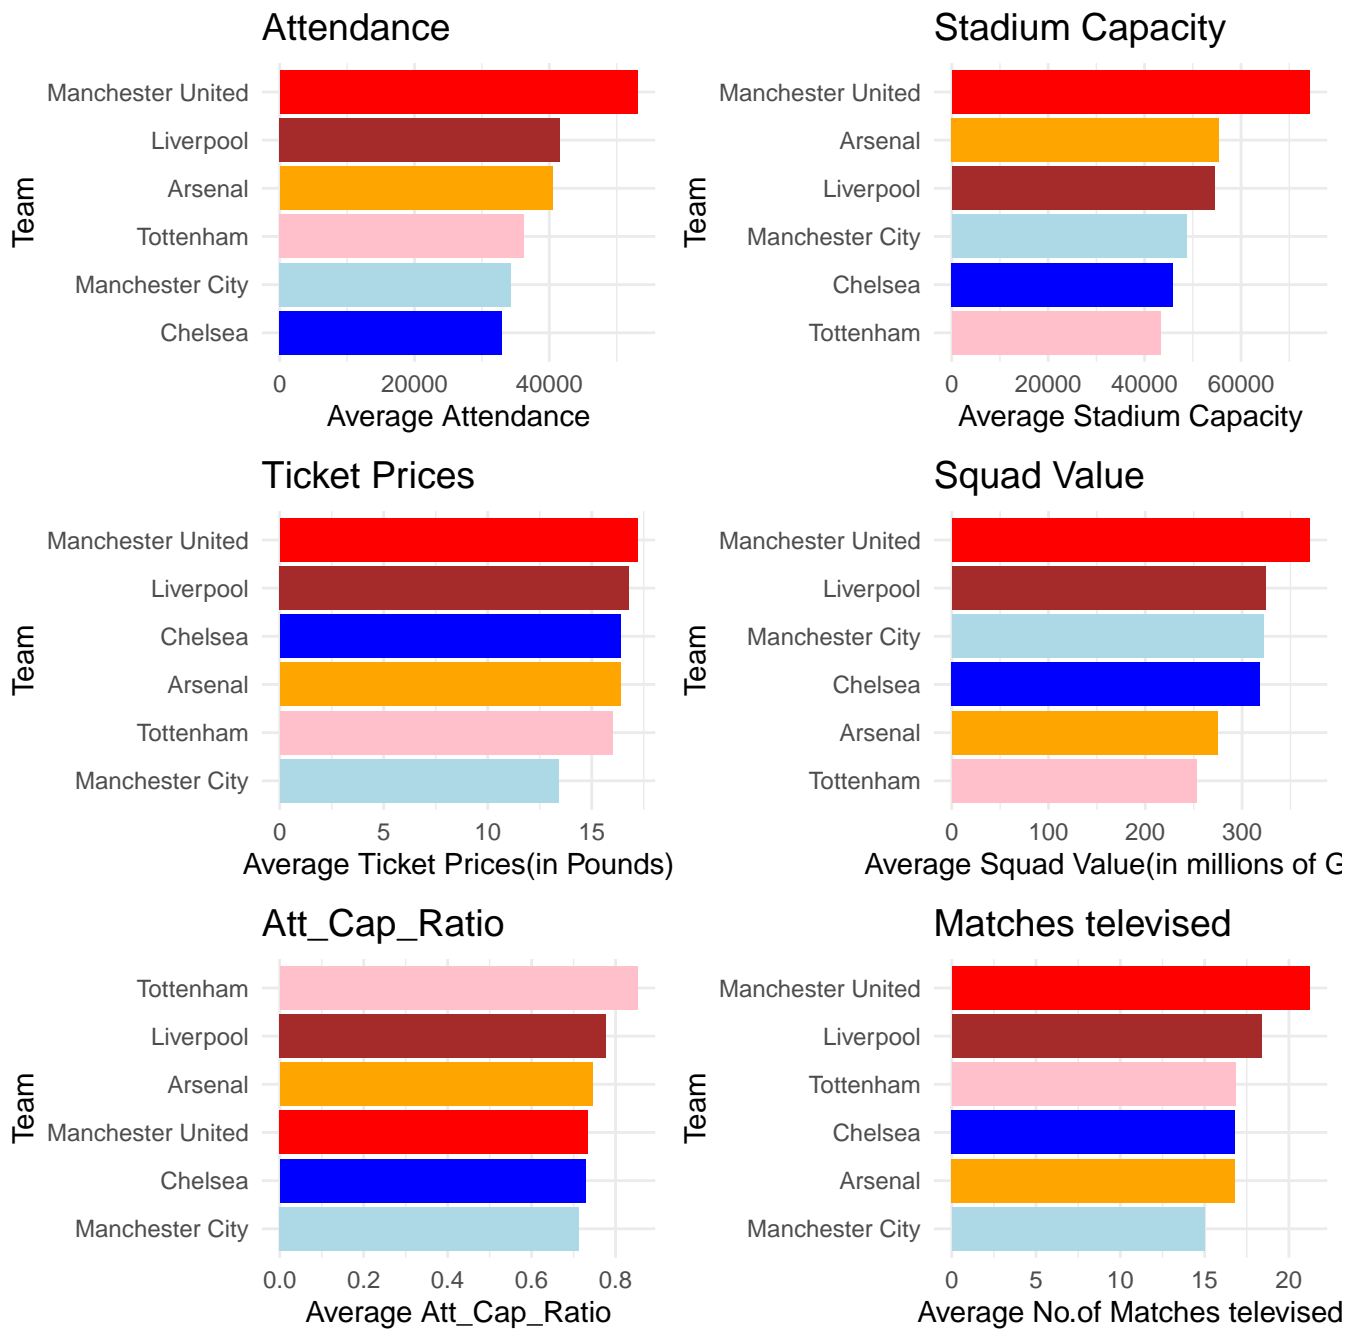 Attendance
Team
Manchester United
Liverpool
Arsenal
Tottenham
Manchester City
Chelsea
0 20000 40000
Average Attendance
Stadium Capacity
Team
Manchester United
Arsenal
Liverpool
Manchester City
Chelsea
Tottenham
0 20000 40000 60000
Average Stadium Capacity
Ticket Prices
Team
Manchester United
Liverpool
Chelsea
Arsenal
Tottenham
Manchester City
0 5 10 15
Average Ticket Prices(in Pounds)
Squad Value
Team
Manchester United
Liverpool
Manchester City
Chelsea
Arsenal
Tottenham
0 100 200 300
Average Squad Value(in millions of G
Att_Cap_Ratio
Team
Tottenham
Liverpool
Arsenal
Manchester United
Chelsea
Manchester City
0.0 0.2 0.4 0.6 0.8
Average Att_Cap_Ratio
Matches televised
Team
Manchester United
Liverpool
Tottenham
Chelsea
Arsenal
Manchester City
0 5 10 15 20
Average No.of Matches televised